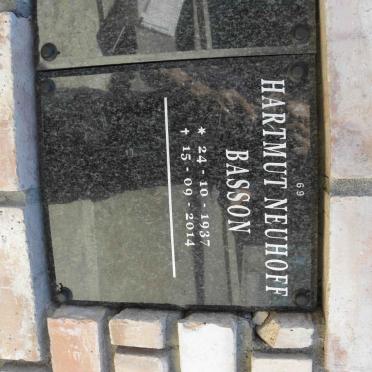 69
HARTMUT NEUHOFF
BASSON
* 24 - 10 - 1937
✝ 15 - 09 - 2014